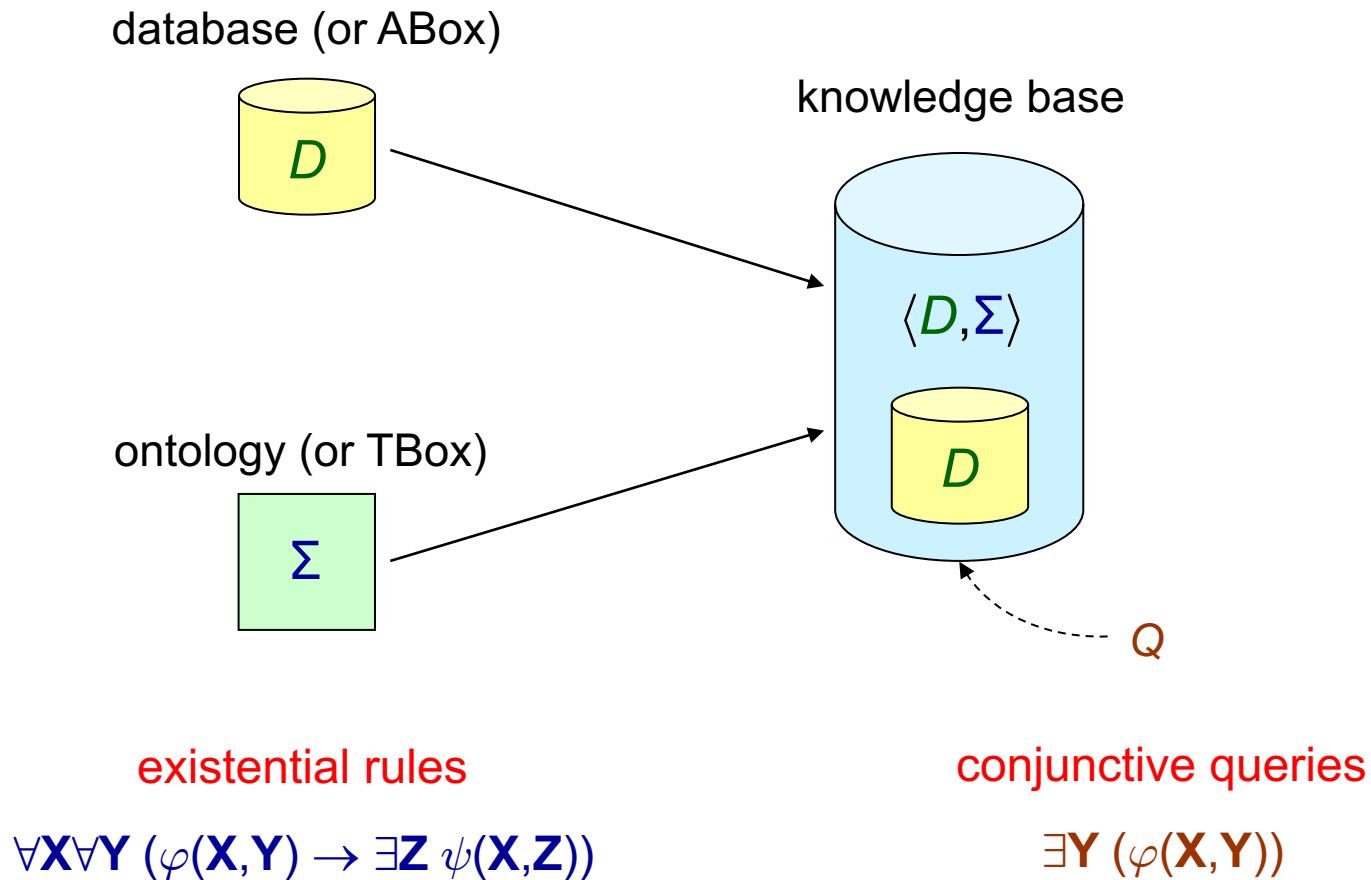 database (or ABox)
D
knowledge base
⟨D,Σ⟩
D
ontology (or TBox)
Σ
Q
existential rules
∀X∀Y (φ(X,Y) → ∃Z ψ(X,Z))
conjunctive queries
∃Y (φ(X,Y))